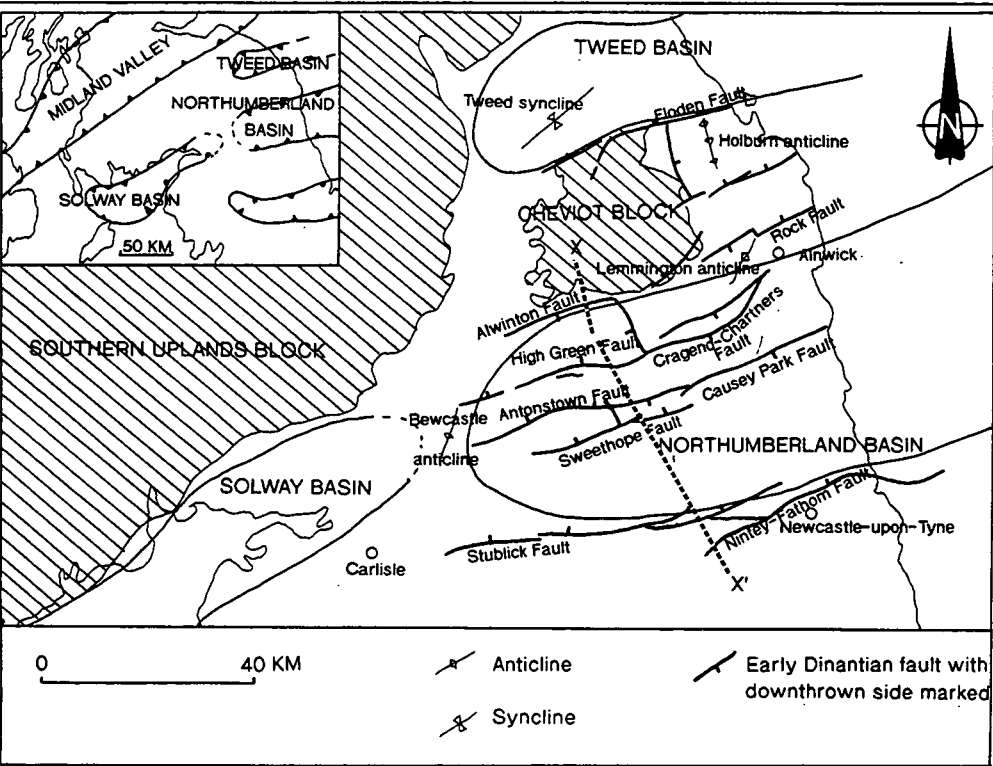 MIDLAND VALLEY
TWEED BASIN
NORTHUMBERLAND
BASIN
SOLWAY BASIN
50 KM
TWEED BASIN
Tweed syncline
Floden Fault
Holburn anticline
N
CHEVIOT BLOCK
X
Rock Fault
Lemmington anticline
Alnwick
Alwinton Fault
SOUTHERN UPLANDS BLOCK
High Green Fault
Cragend-Chartners
Fault
Causey Park Fault
Antonstown Fault
Bewcastle
anticline
Sweethope Fault
NORTHUMBERLAND BASIN
SOLWAY BASIN
Nintey-Fathom Fault
Newcastle-upon-Tyne
Stublick Fault
Carlisle
X'
0 40 KM
Anticline
Syncline
Early Dinantian fault with
downthrown side marked